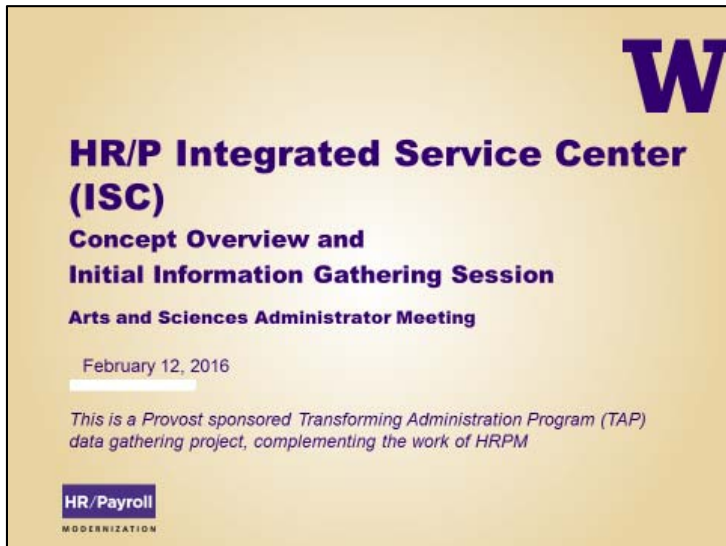 W
HR/P Integrated Service Center
(ISC)
Concept Overview and
Initial Information Gathering Session
Arts and Sciences Administrator Meeting
February 12, 2016
This is a Provost sponsored Transforming Administration Program (TAP)
data gathering project, complementing the work of HRPM
HR/Payroll
MODERNIZATION